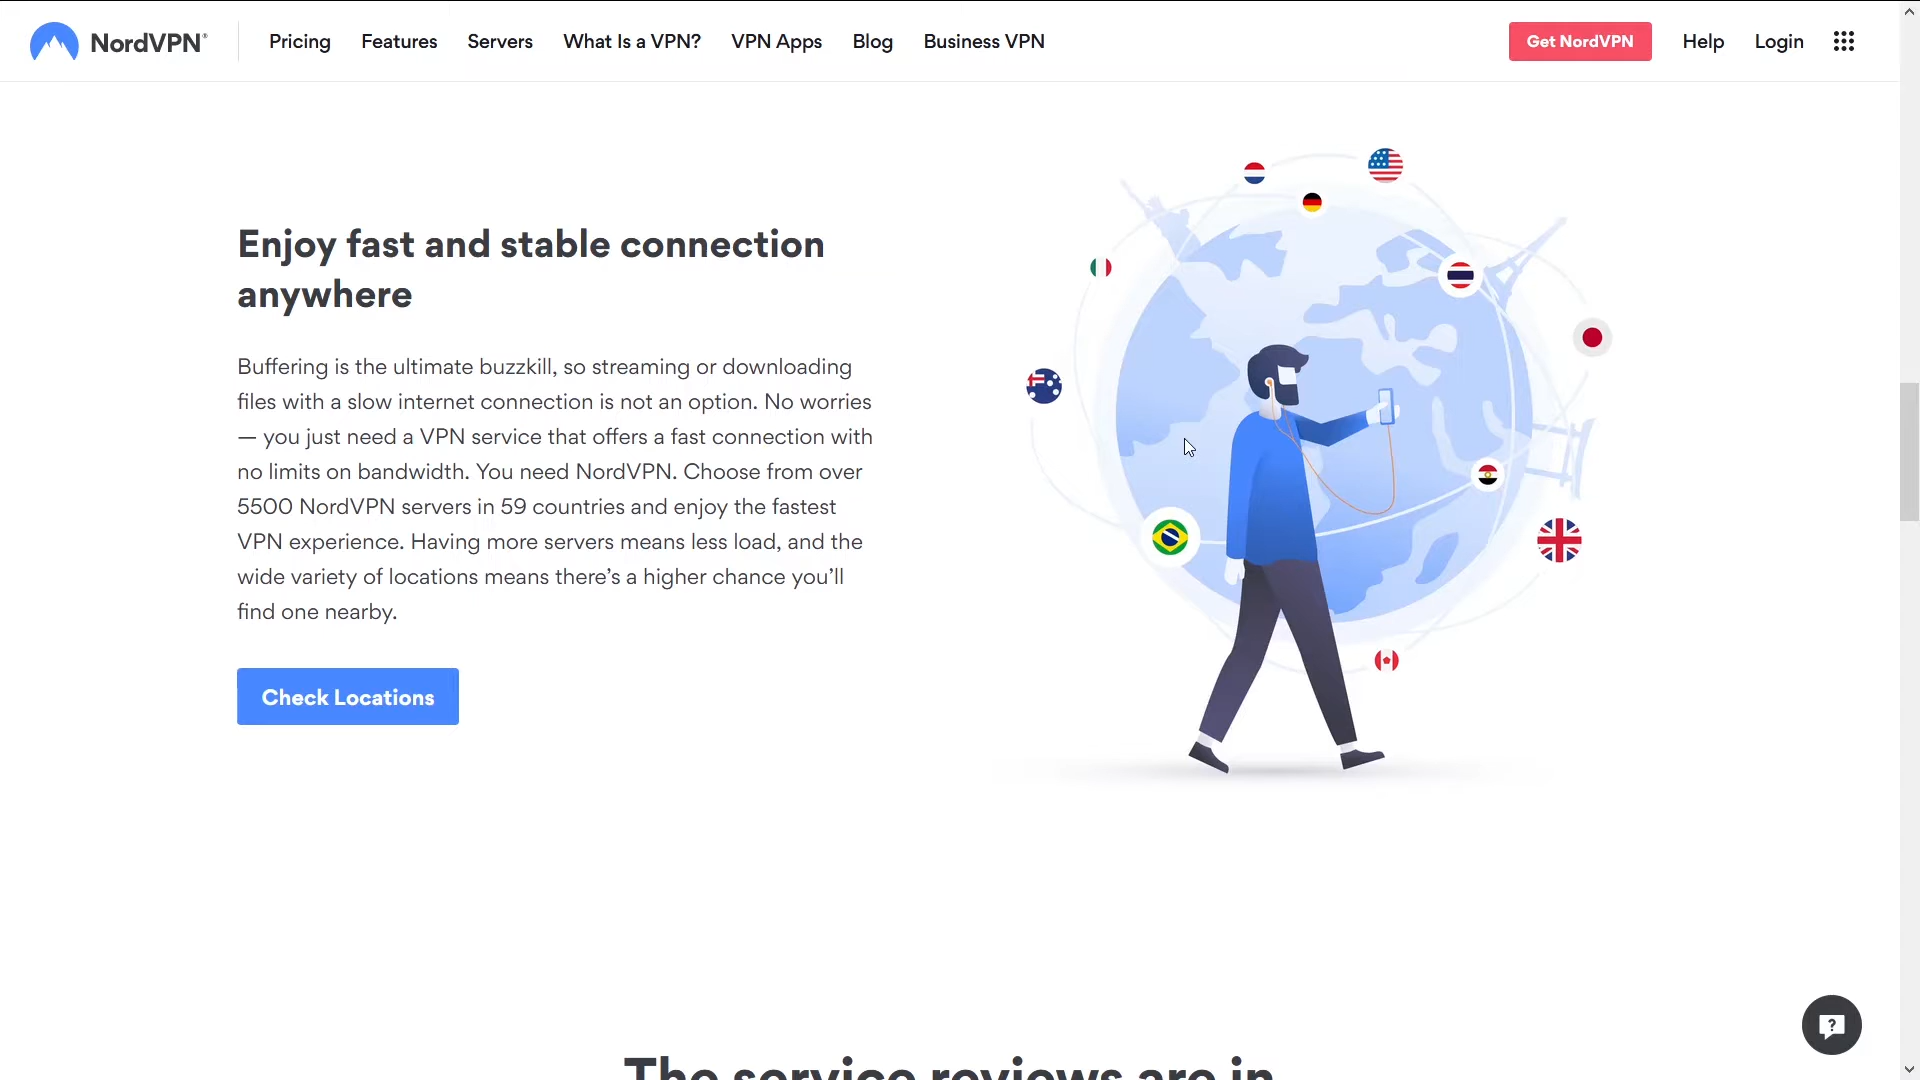 NordVPN®
Pricing
Features
Servers
What Is a VPN?
VPN Apps
Blog
Business VPN
Get NordVPN
Help
Login
Enjoy fast and stable connection
anywhere
Buffering is the ultimate buzzkill, so streaming or downloading
files with a slow internet connection is not an option. No worries
— you just need a VPN service that offers a fast connection with
no limits on bandwidth. You need NordVPN. Choose from over
5500 NordVPN servers in 59 countries and enjoy the fastest
VPN experience. Having more servers means less load, and the
wide variety of locations means there’s a higher chance you’ll
find one nearby.
Check Locations
?
The service reviews are in